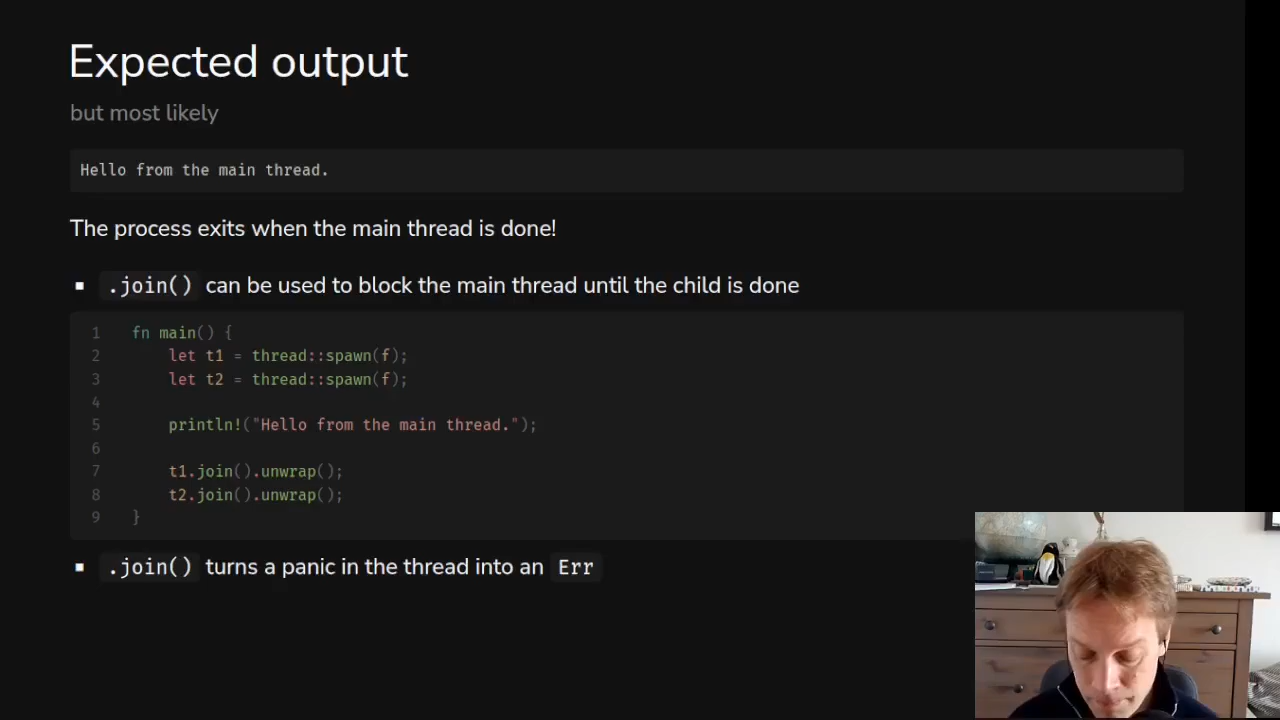 Expected output
but most likely
Hello from the main thread.
The process exits when the main thread is done!
▪ .join() can be used to block the main thread until the child is done
1 fn main() {
2     let t1 = thread::spawn(f);
3     let t2 = thread::spawn(f);
4
5     println!("Hello from the main thread.");
6
7     t1.join().unwrap();
8     t2.join().unwrap();
9 }
▪ .join() turns a panic in the thread into an Err